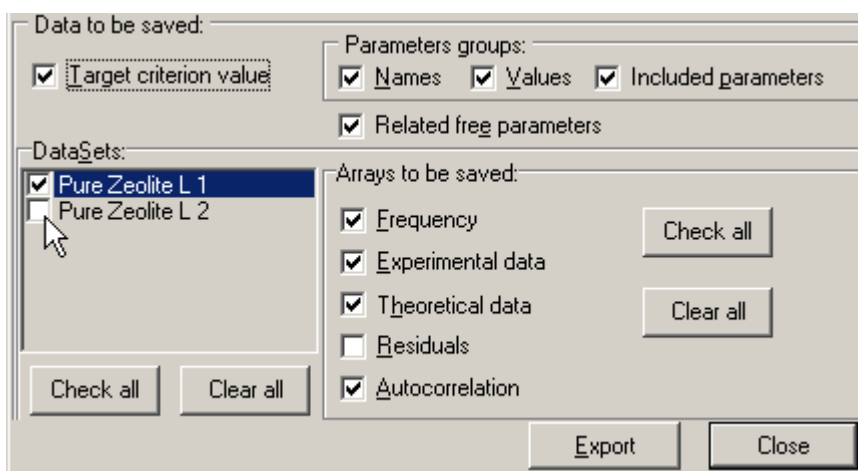 Data to be saved:
Target criterion value
Parameters groups:
Names Values Included parameters
Related free parameters
DataSets:
Pure Zeolite L 1
Pure Zeolite L 2
Check all Clear all
Arrays to be saved:
Frequency
Experimental data
Theoretical data
Residuals
Autocorrelation
Check all
Clear all
Export Close